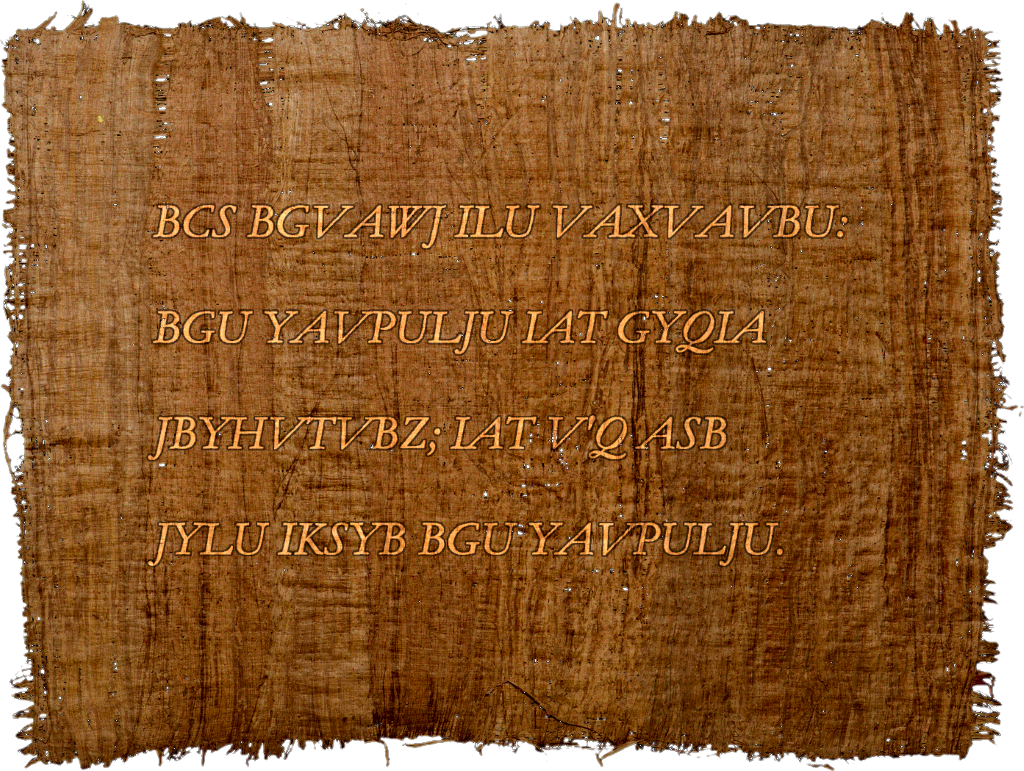 BCS BGVAWJ ILU VAXVAVBU:
BGU YAVPULJU IAT GYQIA
JBYHVTVBZ; IAT V'Q ASB
JYLU IKSYB BGU YAVPULJU.